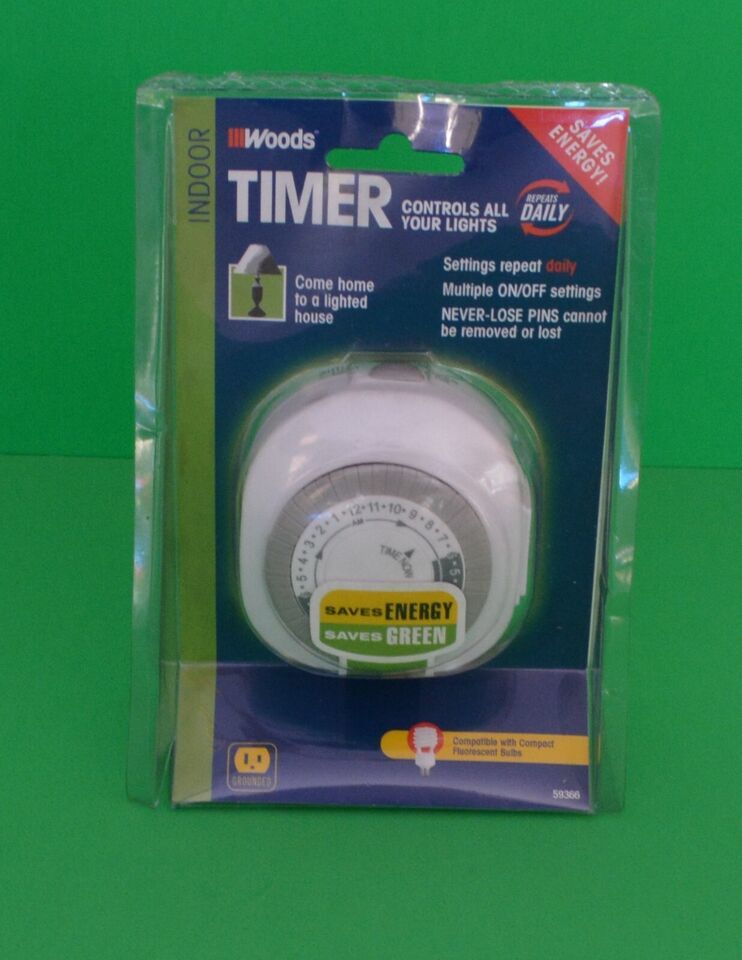 INDOOR
Woods®
TIMER
CONTROLS ALL
YOUR LIGHTS
REPEATS
DAILY
SAVES
ENERGY!
Come home
to a lighted
house
Settings repeat daily
Multiple ON/OFF settings
NEVER-LOSE PINS cannot
be removed or lost
5 • 4 • 3 • 2 • 1 • 12 • 11 • 10 • 9 • 8 • 7 • 6 • 5
AM
TIME NOW
SAVES ENERGY
SAVES GREEN
GROUNDED
Compatible with Compact
Fluorescent Bulbs
59366